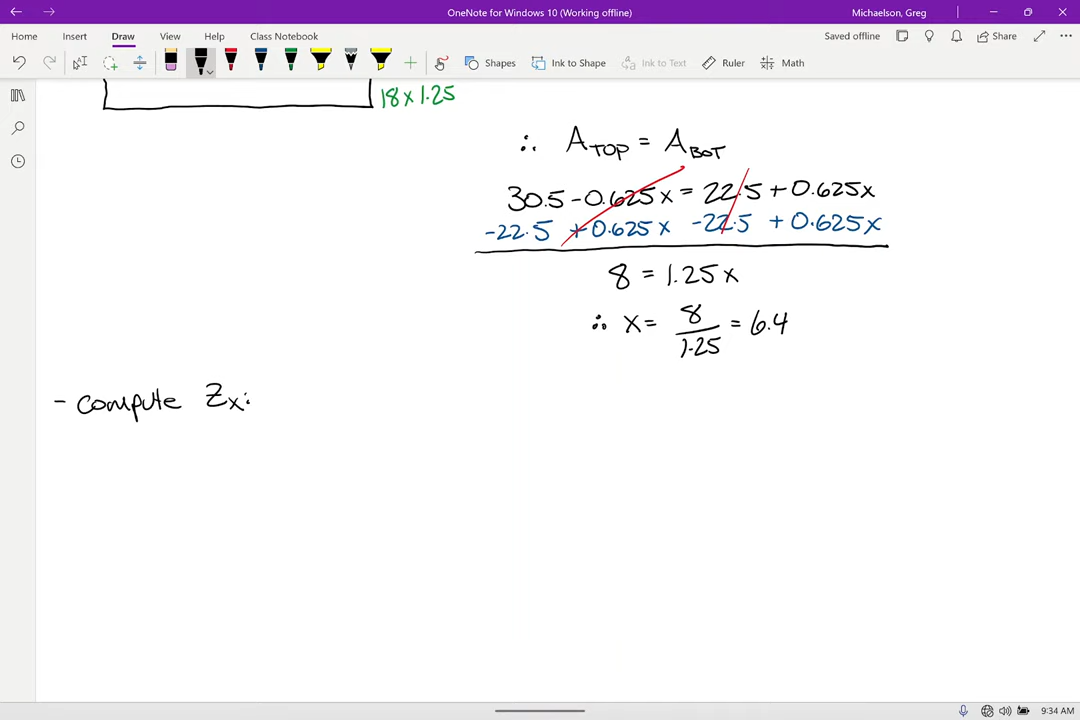 OneNote for Windows 10 (Working offline)
Michaelson, Greg
Home Insert Draw View Help Class Notebook
Saved offline Share
Shapes Ink to Shape Ink to Text Ruler Math
18 x 1.25
∴ A_TOP = A_BOT
30.5 - 0.625x = 22.5 + 0.625x
-22.5 + 0.625x -22.5 + 0.625x
8 = 1.25x
∴ x = 8/1.25 = 6.4
- compute Zx:
9:34 AM